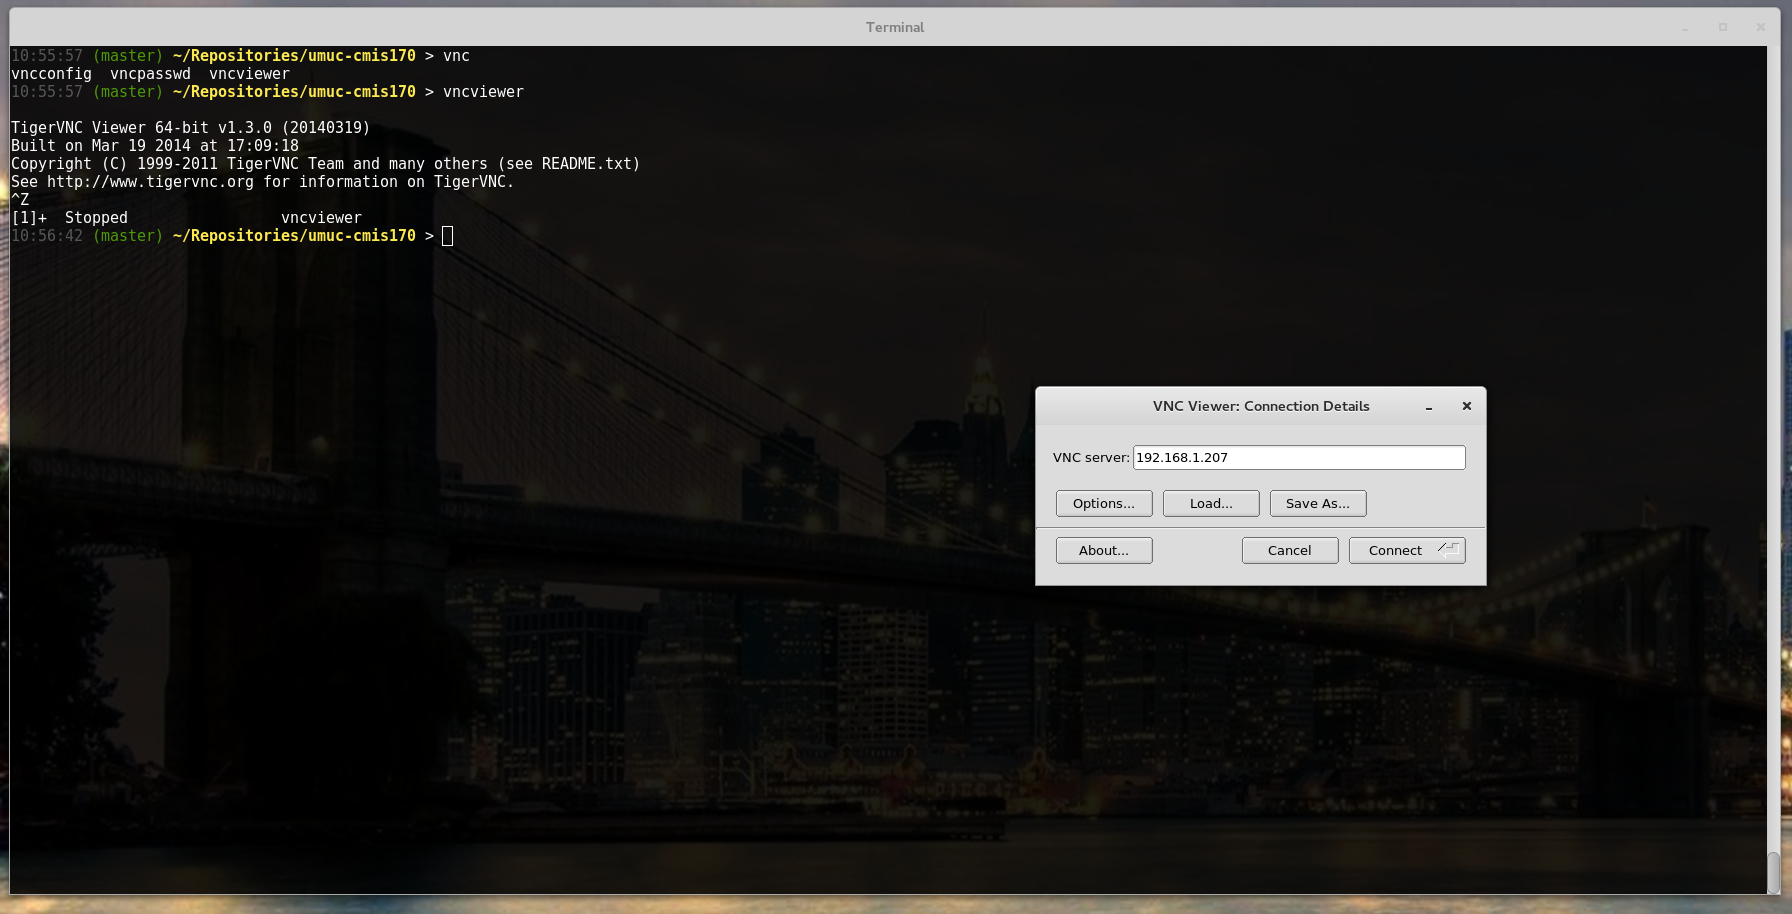 Terminal
10:55:57 (master) ~/Repositories/umuc-cmis170 > vnc
vncconfig  vncpasswd  vncviewer
10:55:57 (master) ~/Repositories/umuc-cmis170 > vncviewer
TigerVNC Viewer 64-bit v1.3.0 (20140319)
Built on Mar 19 2014 at 17:09:18
Copyright (C) 1999-2011 TigerVNC Team and many others (see README.txt)
See http://www.tigervnc.org for information on TigerVNC.
^Z
[1]+  Stopped                 vncviewer
10:56:42 (master) ~/Repositories/umuc-cmis170 >
VNC Viewer: Connection Details
VNC server: 192.168.1.207
Options... Load... Save As...
About... Cancel Connect